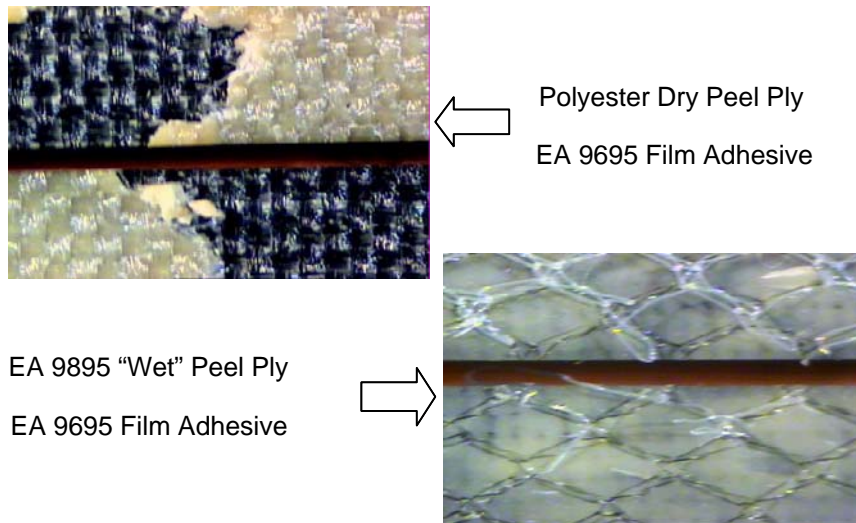 Polyester Dry Peel Ply
EA 9695 Film Adhesive
EA 9895 “Wet” Peel Ply
EA 9695 Film Adhesive